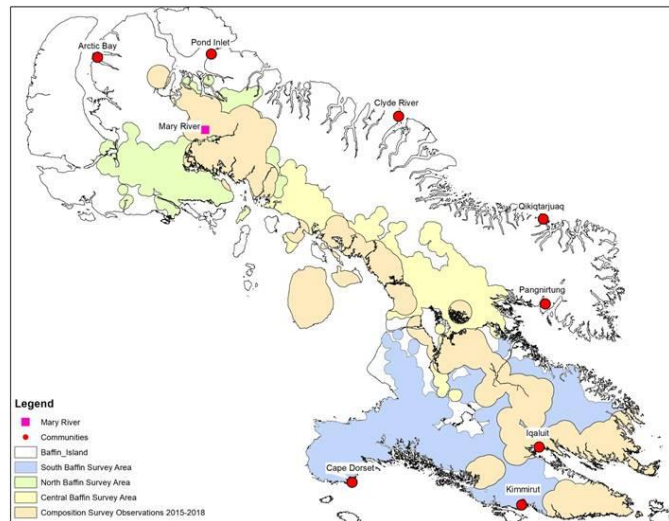 Arctic Bay
Pond Inlet
Clyde River
Mary River
Qikiqtarjuaq
Pangnirtung
Iqaluit
Cape Dorset
Kimmirut
Legend
Mary River
Communities
Baffin_Island
South Baffin Survey Area
North Baffin Survey Area
Central Baffin Survey Area
Composition Survey Observations 2015-2018